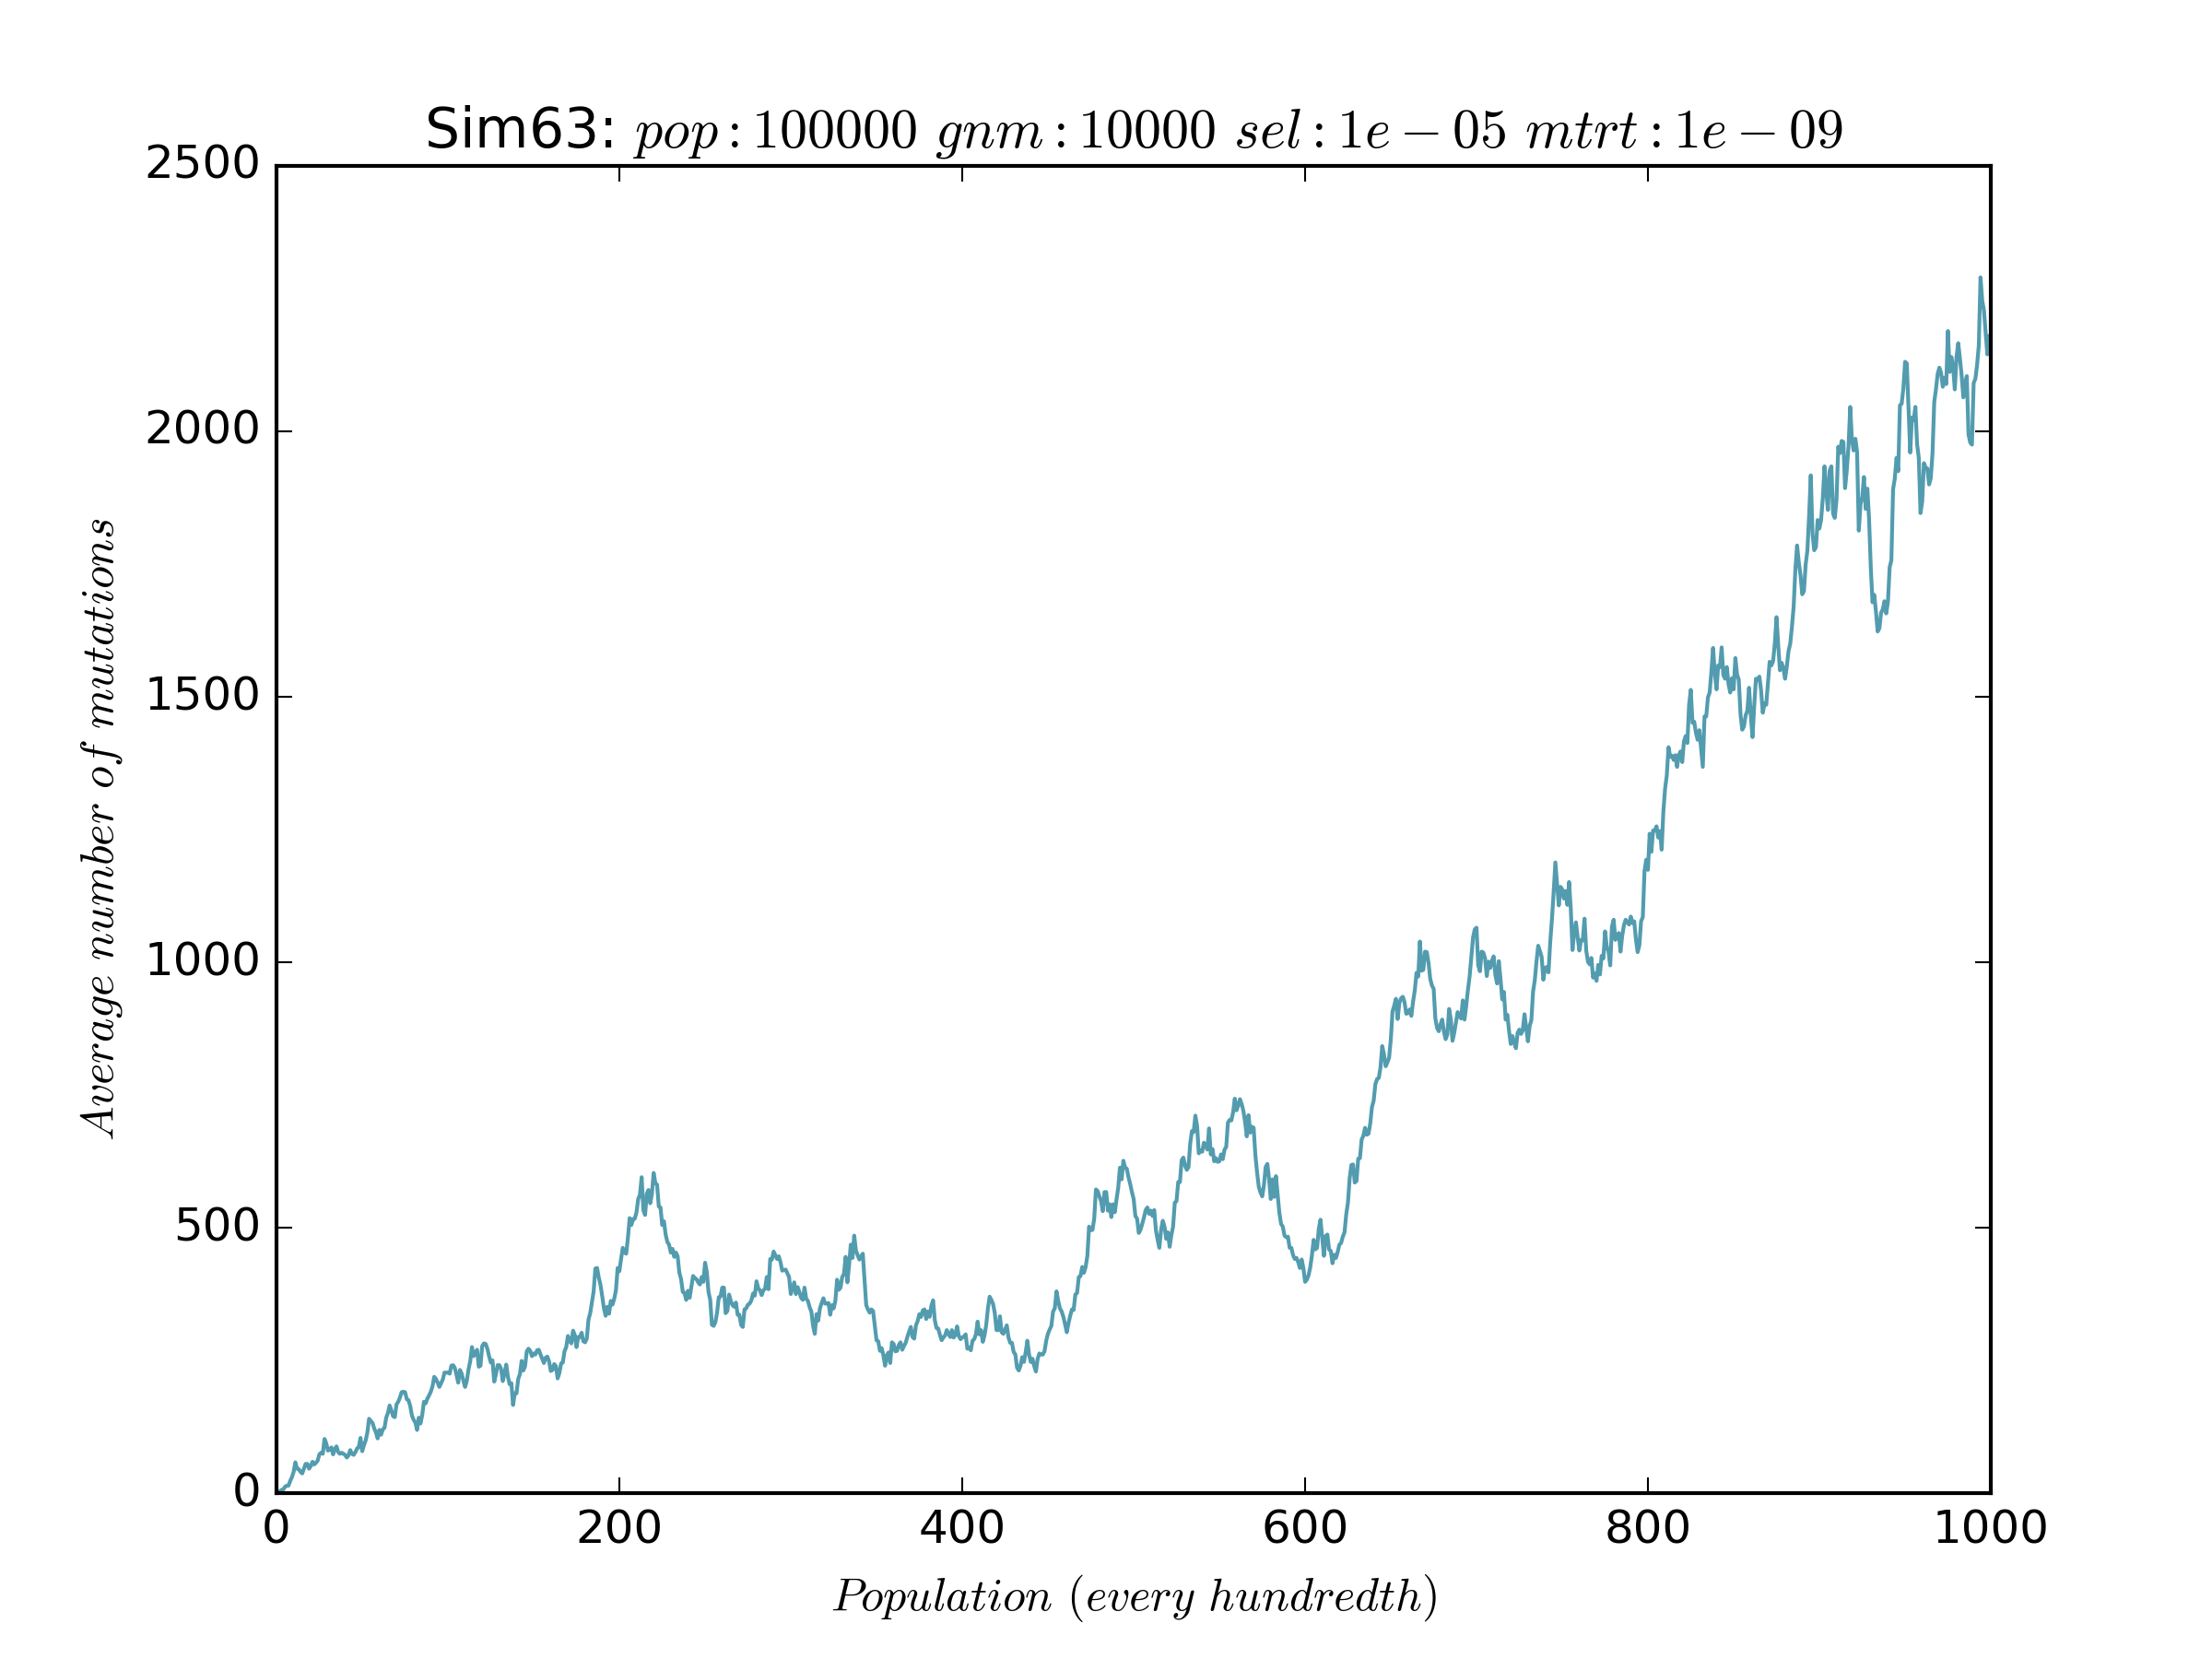 Sim63: pop : 100000 gnm : 10000 sel : 1e − 05 mtrt : 1e − 09
2500
2000
1500
1000
500
0
Average number of mutations
0 200 400 600 800 1000
Population (every hundredth)